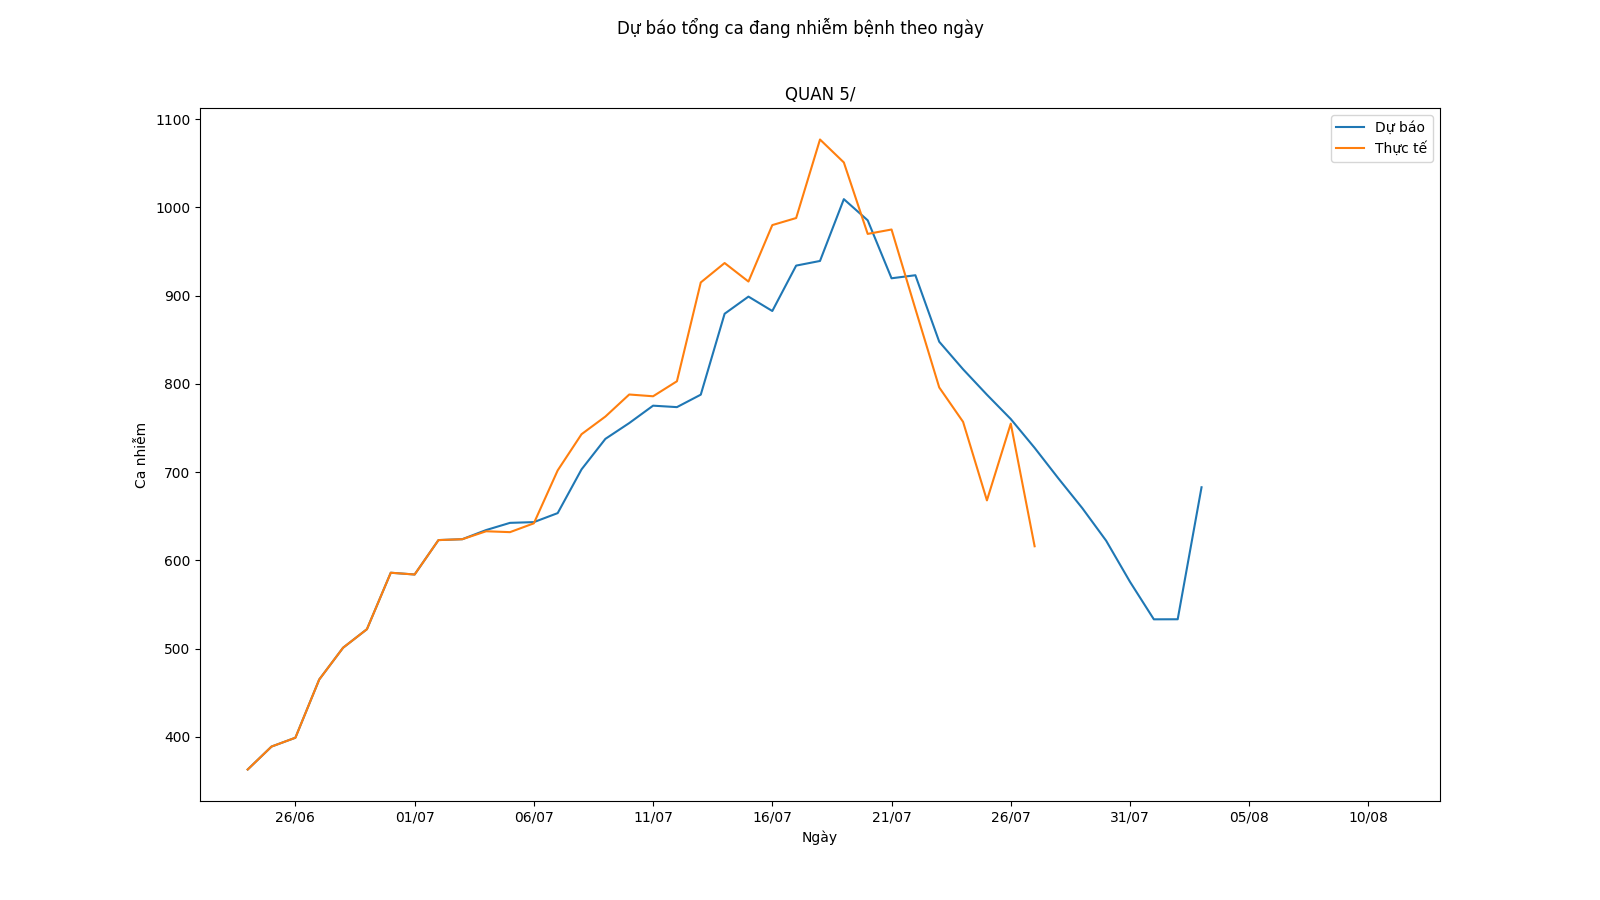 Dự báo tổng ca đang nhiễm bệnh theo ngày
QUAN 5/
Dự báo
Thực tế
1100
1000
900
800
700
600
500
400
Ca nhiễm
26/06 01/07 06/07 11/07 16/07 21/07 26/07 31/07 05/08 10/08
Ngày